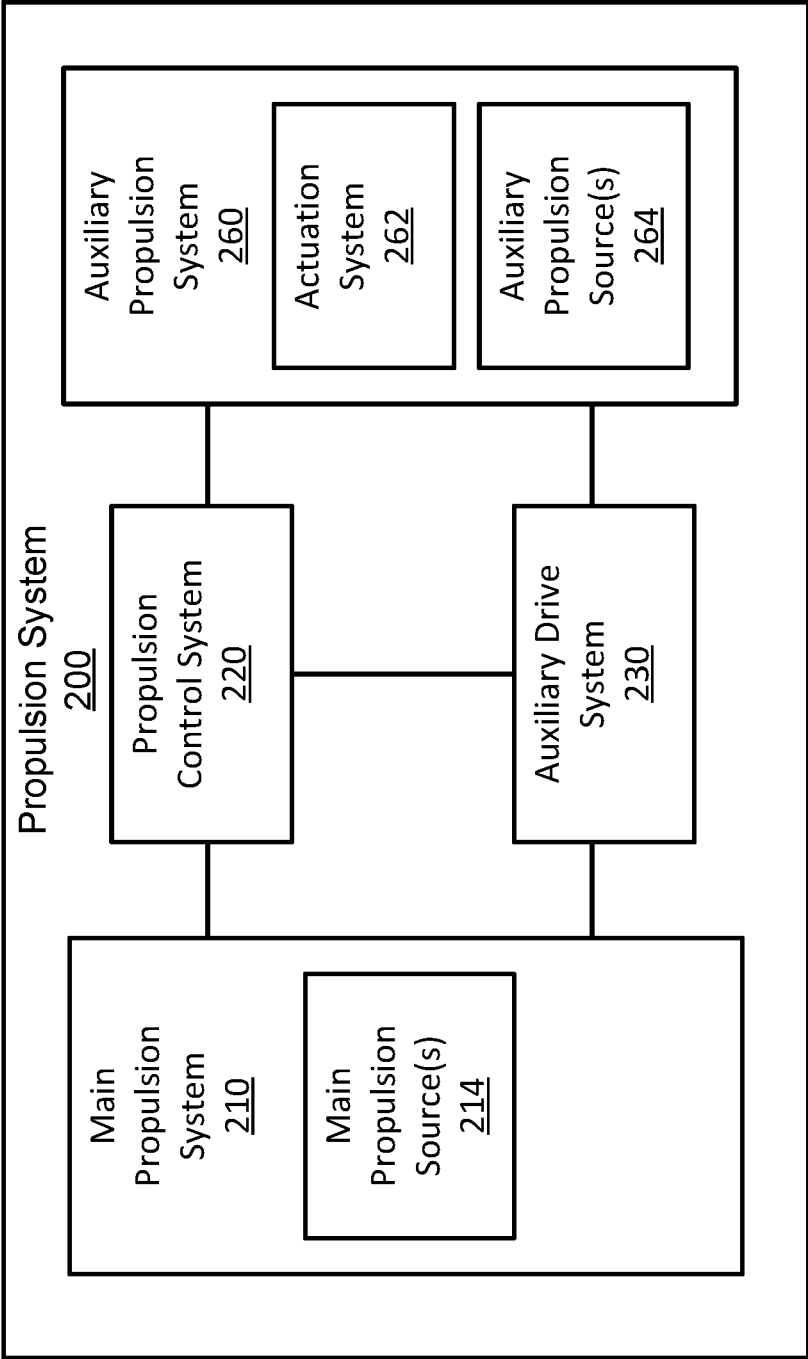 Propulsion System
200
Main
Propulsion
System
210
Main
Propulsion
Source(s)
214
Propulsion
Control System
220
Auxiliary Drive
System
230
Auxiliary
Propulsion
System
260
Actuation
System
262
Auxiliary
Propulsion
Source(s)
264